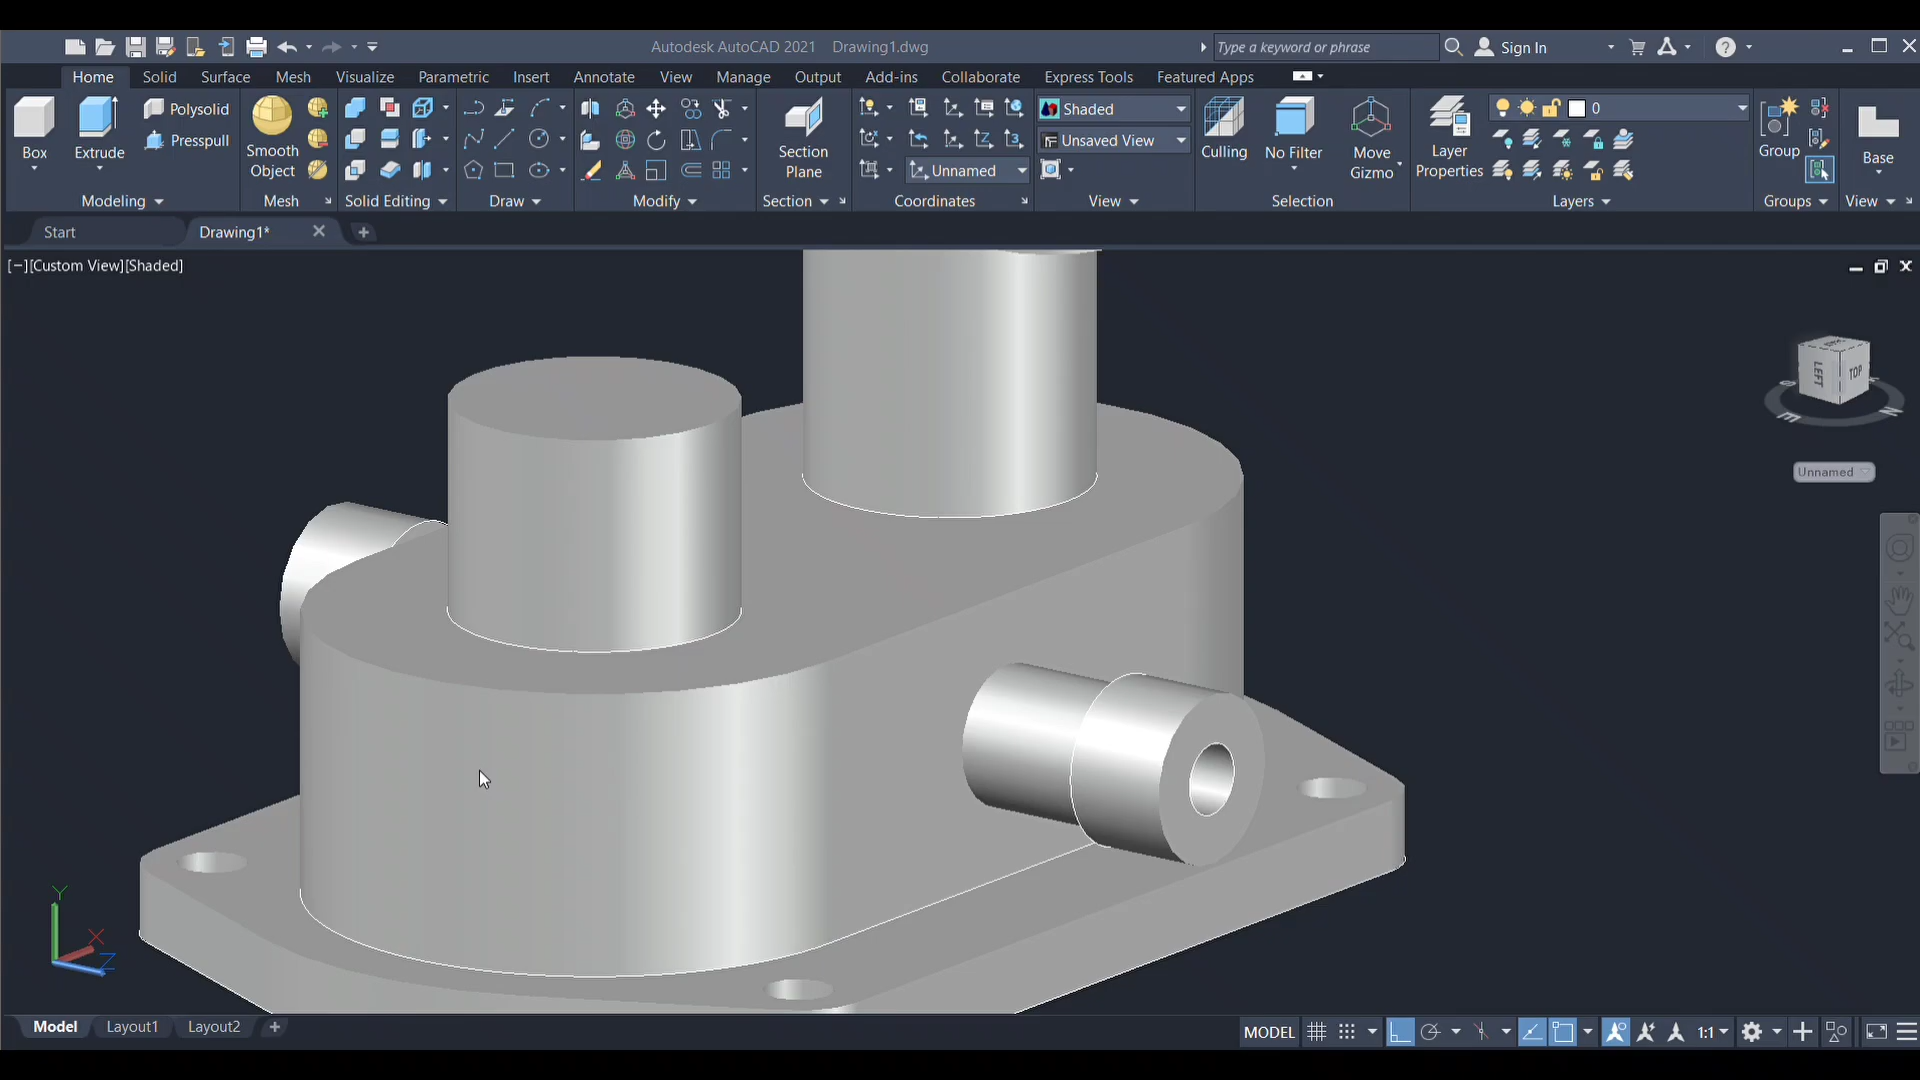 Autodesk AutoCAD 2021 Drawing1.dwg
Type a keyword or phrase
Sign In
Home Solid Surface Mesh Visualize Parametric Insert Annotate View Manage Output Add-ins Collaborate Express Tools Featured Apps
Box
Extrude
Polysolid
Presspull
Smooth
Object
Section
Plane
Unnamed
Shaded
Unsaved View
Culling
No Filter
Move
Gizmo
Layer
Properties
0
Group
Base
Modeling Mesh Solid Editing Draw Modify Section Coordinates View Selection Layers Groups View
Start
Drawing1*
[−][Custom View][Shaded]
LEFT
TOP
E
N
Unnamed
Y
X
Z
Model
Layout1
Layout2
MODEL
1:1